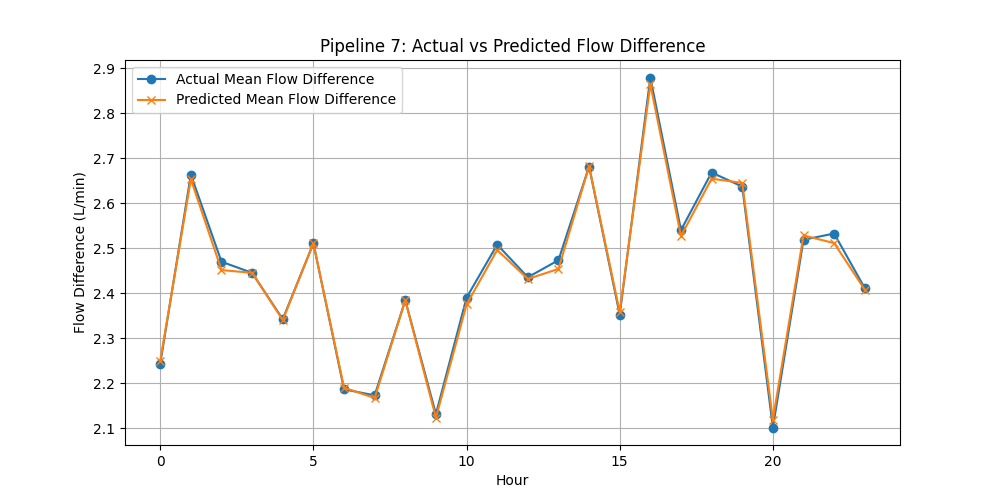 Pipeline 7: Actual vs Predicted Flow Difference
Actual Mean Flow Difference
Predicted Mean Flow Difference
Flow Difference (L/min)
2.9
2.8
2.7
2.6
2.5
2.4
2.3
2.2
2.1
0 5 10 15 20
Hour